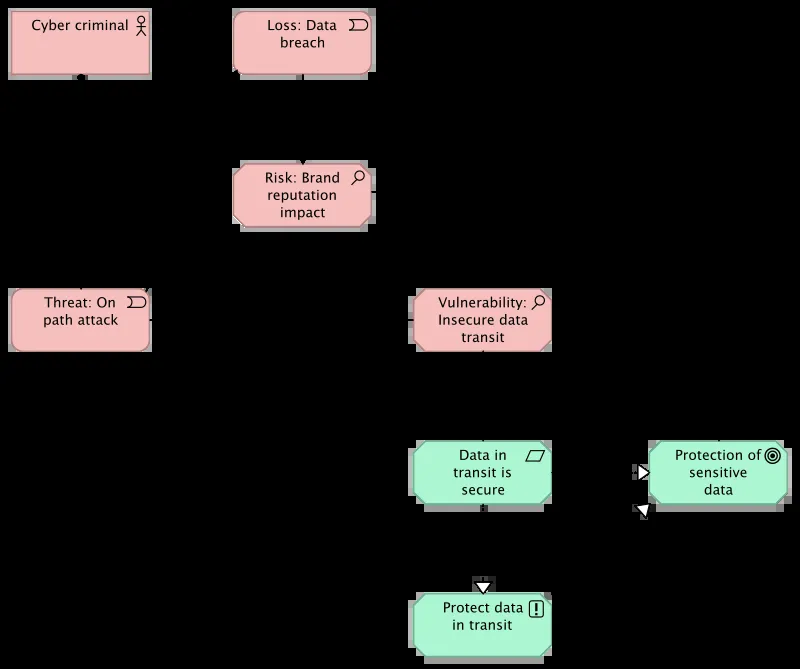 Cyber criminal
Loss: Data
breach
Risk: Brand
reputation
impact
Threat: On
path attack
Vulnerability:
Insecure data
transit
Data in
transit is
secure
Protection of
sensitive
data
Protect data
in transit